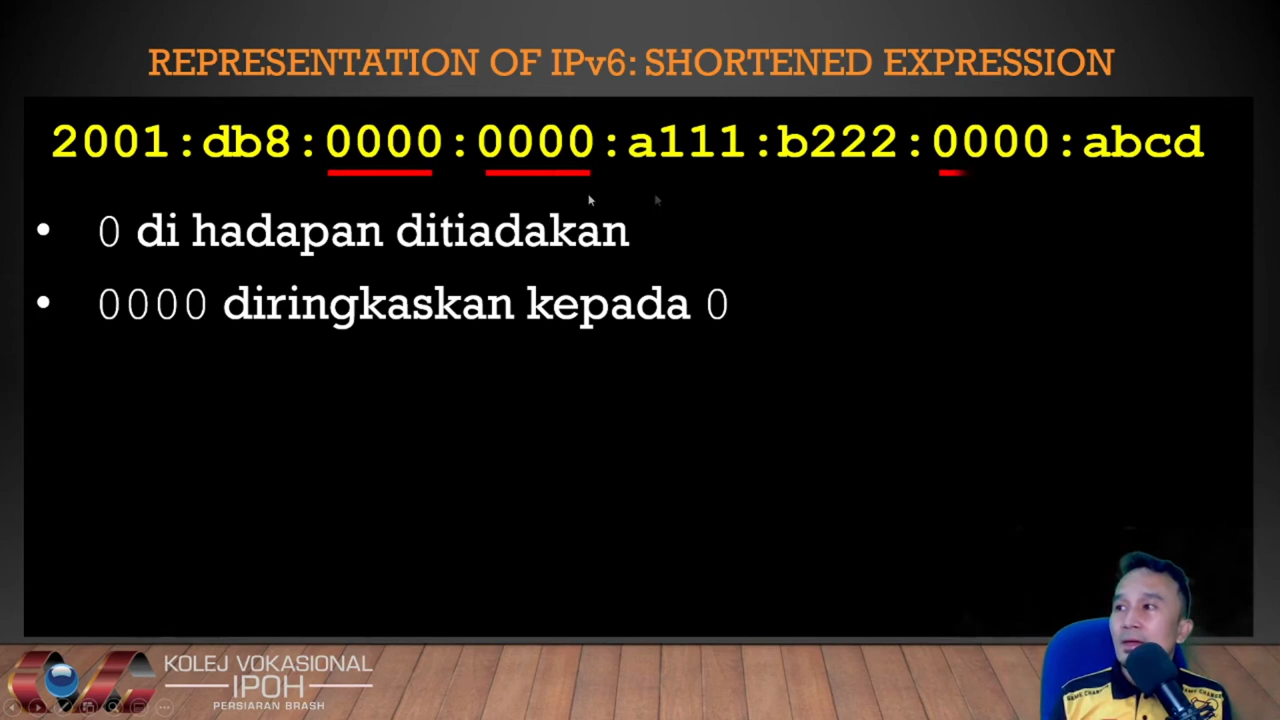 REPRESENTATION OF IPv6: SHORTENED EXPRESSION
2001:db8:0000:0000:a111:b222:0000:abcd
• 0 di hadapan ditiadakan
• 0000 diringkaskan kepada 0
KOLEJ VOKASIONAL
IPOH
PERSIARAN BRASH